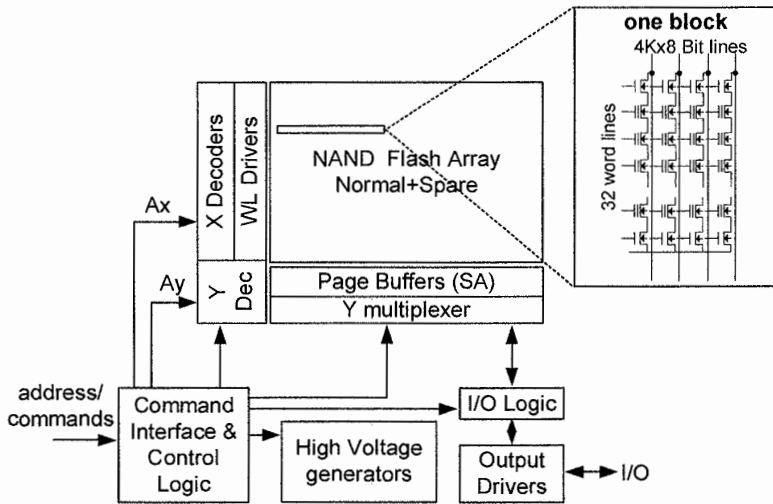 one block
4Kx8 Bit lines
32 word lines
X Decoders
WL Drivers
NAND Flash Array
Normal+Spare
Ax
Ay
Y
Dec
Page Buffers (SA)
Y multiplexer
address/
commands
Command
Interface &
Control
Logic
High Voltage
generators
I/O Logic
Output
Drivers
I/O